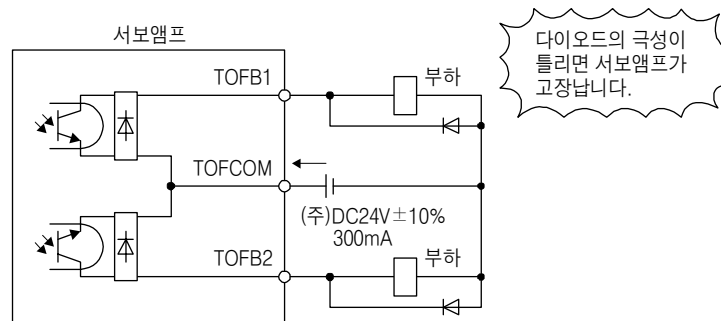 서보앰프
다이오드의 극성이
틀리면 서보앰프가
고장납니다.
TOFB1
부하
TOFCOM
(주)DC24V±10%
300mA
TOFB2
부하